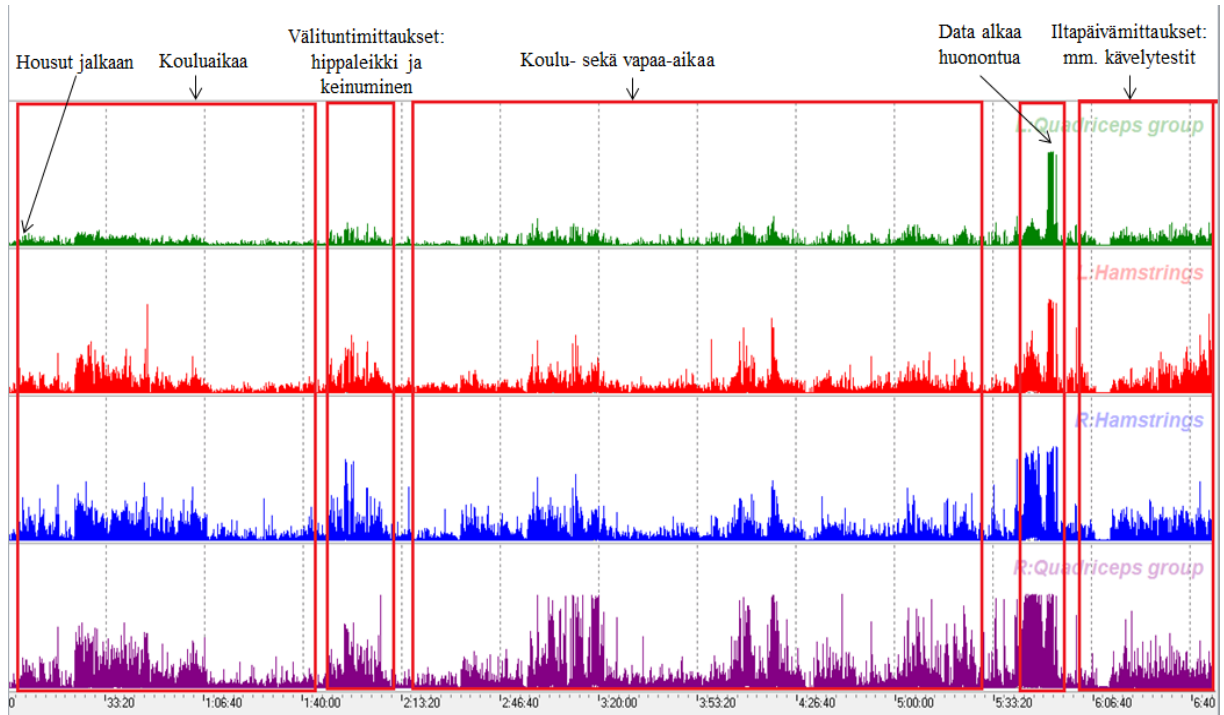 Housut jalkaan
Kouluaikaa
Välituntimittaukset:
hippaleikki ja
keinuminen
Koulu- sekä vapaa-aikaa
Data alkaa
huonontua
Iltapäivämittaukset:
mm. kävelytestit
L:Quadriceps group
L:Hamstrings
R:Hamstrings
R:Quadriceps group
0 :33:20 1:06:40 1:40:00 2:13:20 2:46:40 3:20:00 3:53:20 4:26:40 5:00:00 5:33:20 6:06:40 6:40